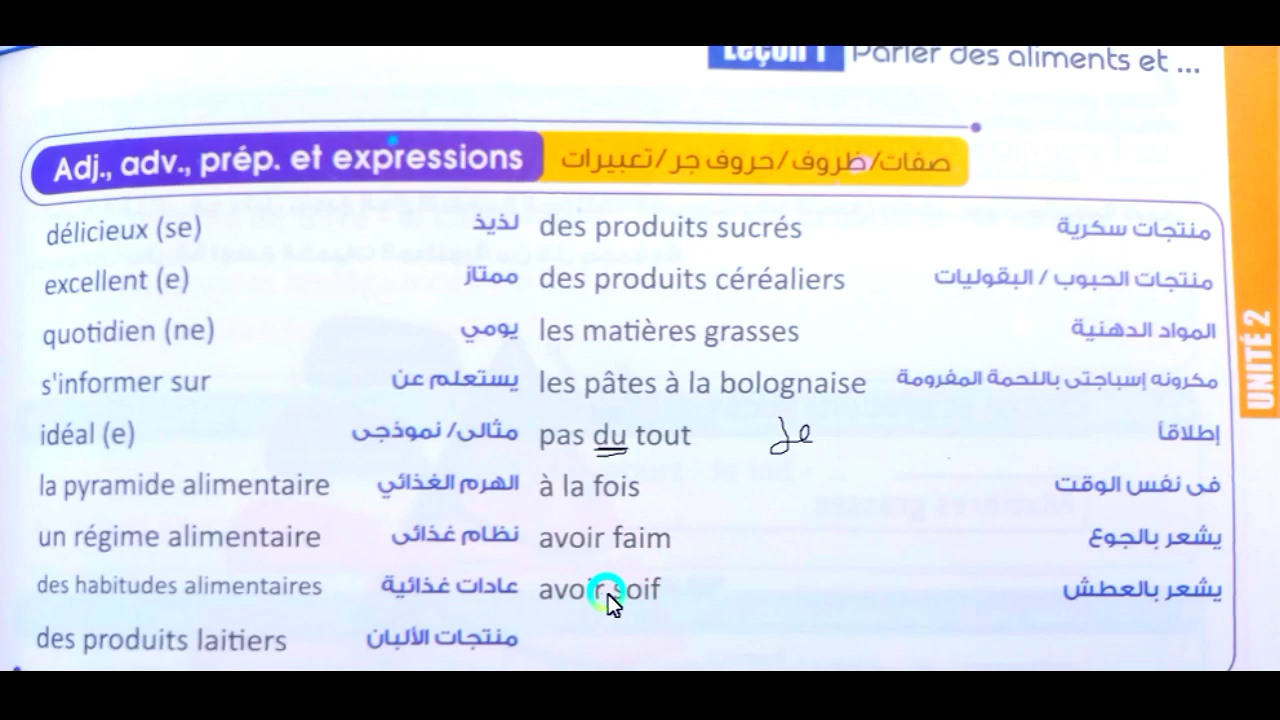 Leçon 1 Parler des aliments et ...
Adj., adv., prép. et expressions صفات/ظروف/حروف جر/تعبيرات
délicieux (se) لذيذ des produits sucrés منتجات سكرية
excellent (e) ممتاز des produits céréaliers منتجات الحبوب / البقوليات
quotidien (ne) يومي les matières grasses المواد الدهنية
s'informer sur يستعلم عن les pâtes à la bolognaise مكرونه إسباجتى باللحمة المفرومة
idéal (e) مثالى/ نموذجى pas du tout إطلاقاً
la pyramide alimentaire الهرم الغذائي à la fois فى نفس الوقت
un régime alimentaire نظام غذائى avoir faim يشعر بالجوع
des habitudes alimentaires عادات غذائية avoir soif يشعر بالعطش
des produits laitiers منتجات الألبان
UNITÉ 2